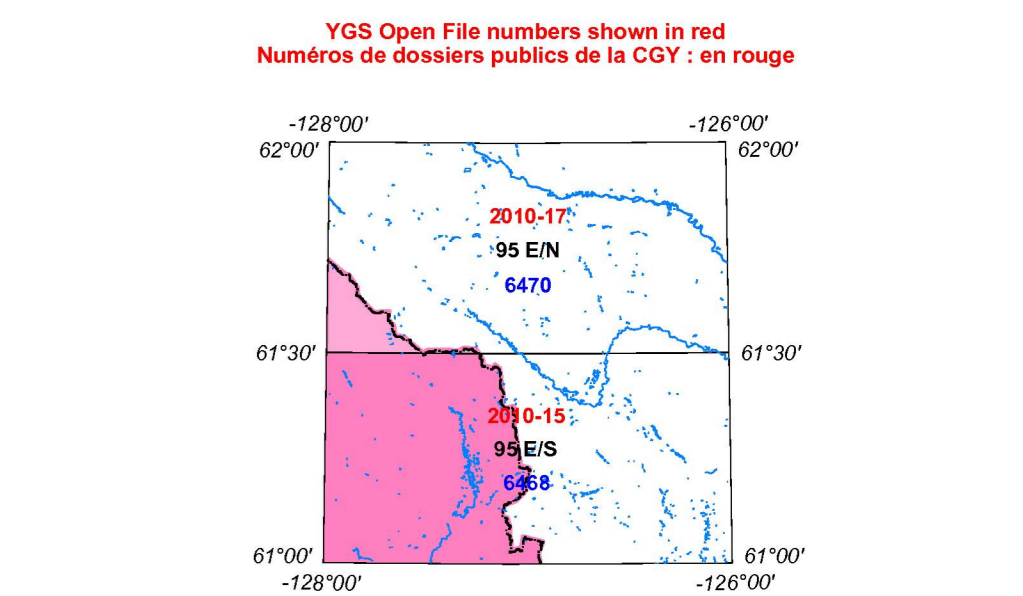 YGS Open File numbers shown in red
Numéros de dossiers publics de la CGY : en rouge
-128°00' -126°00'
62°00' 62°00'
2010-17
95 E/N
6470
61°30' 61°30'
2010-15
95 E/S
6468
61°00' 61°00'
-128°00' -126°00'